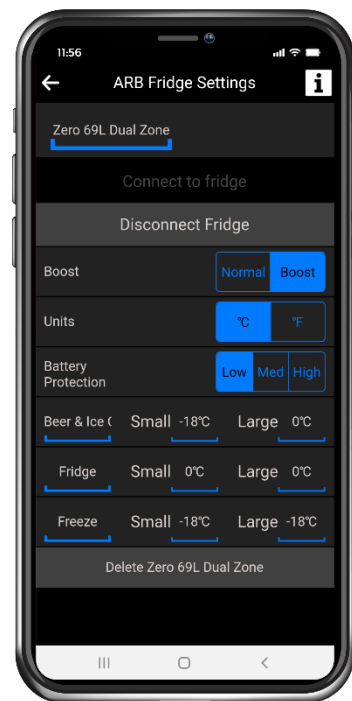 11:56
ARB Fridge Settings
i
Zero 69L Dual Zone
Connect to fridge
Disconnect Fridge
Boost Normal Boost
Units °C °F
Battery
Protection Low Med High
Beer & Ice ( Small -18°C Large 0°C
Fridge Small 0°C Large 0°C
Freeze Small -18°C Large -18°C
Delete Zero 69L Dual Zone